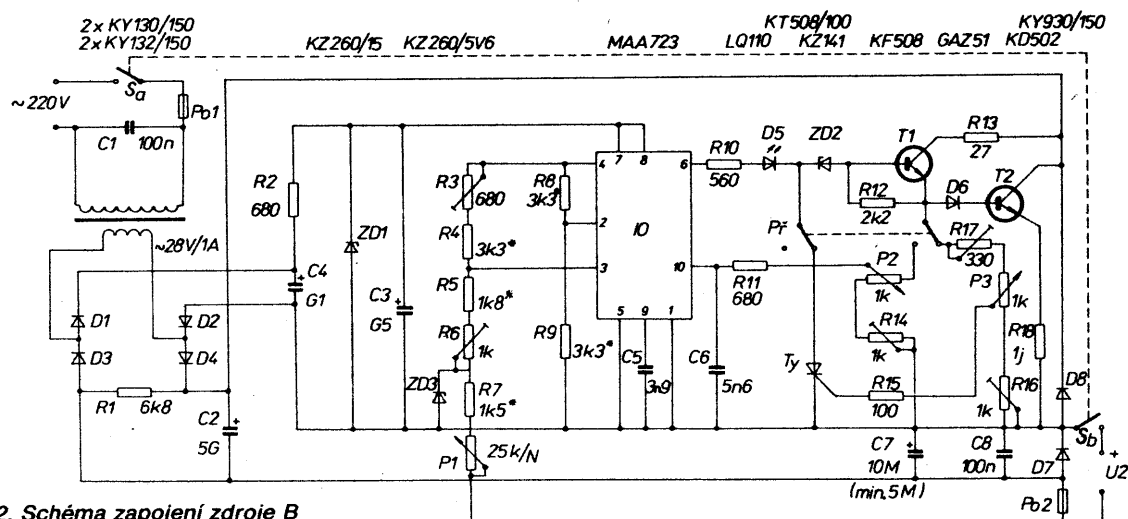 2 x KY130/150
2 x KY132/150
KZ260/15
KZ260/5V6
MAA723
LQ110
KT508/100
KZ141
KF508
GAZ51
KD502
KY930/150
Sa
~220V
Po1
C1
100n
R2
680
~28V/1A
C4
G1
D1
D2
D3
D4
R1
6k8
C2
5G
ZD1
C3
G5
R3
680
R4
3k3*
R5
1k8*
R6
1k
ZD3
R7
1k5*
P1
25k/N
R8
3k3*
R9
3k3*
4
7
8
6
2
IO
3
10
5
9
1
C5
3n9
C6
5n6
R10
560
D5
ZD2
T1
R13
27
R12
2k2
D6
T2
Př
R17
330
R11
680
P2
1k
P3
1k
R14
1k
R18
1j
Ty
R15
100
R16
1k
D8
Sb
C7
10M
(min. 5M)
C8
100n
D7
+
U2
Po2
2. Schéma zapojení zdroje B